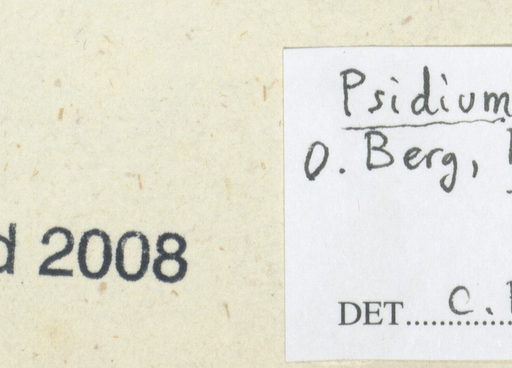 Psidium
O. Berg,
2008
DET...... C.